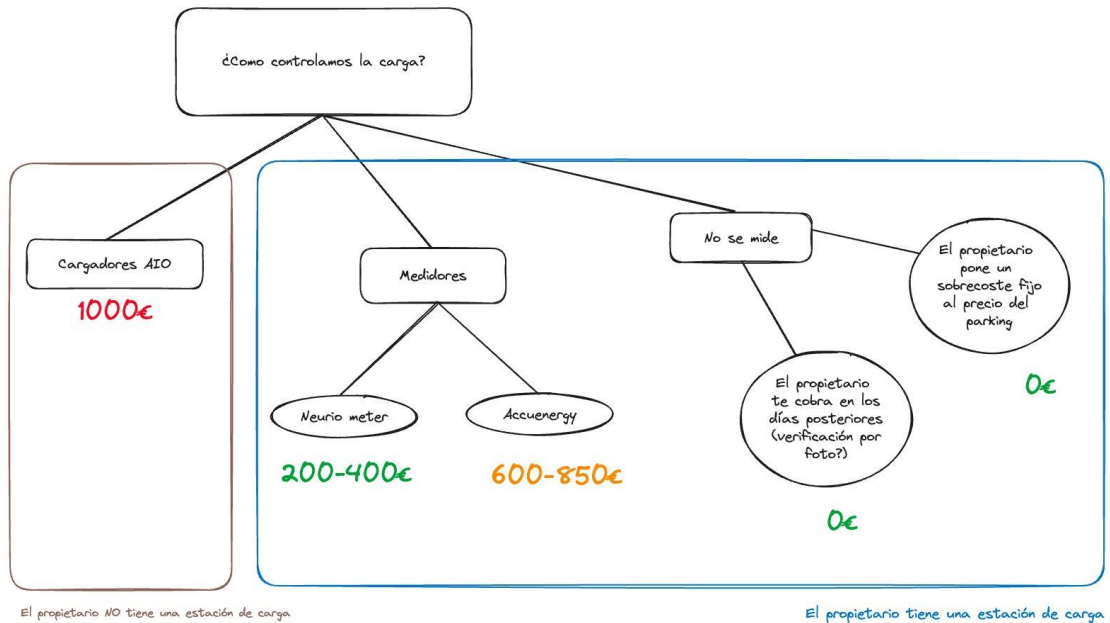 ¿Como controlamos la carga?
Cargadores AIO
1000€
Medidores
Neurio meter
200-400€
Accuenergy
600-850€
No se mide
El propietario
te cobra en los
días posteriores
(verificación por
foto?)
0€
El propietario
pone un
sobrecoste fijo
al precio del
parking
0€
El propietario NO tiene una estación de carga
El propietario tiene una estación de carga